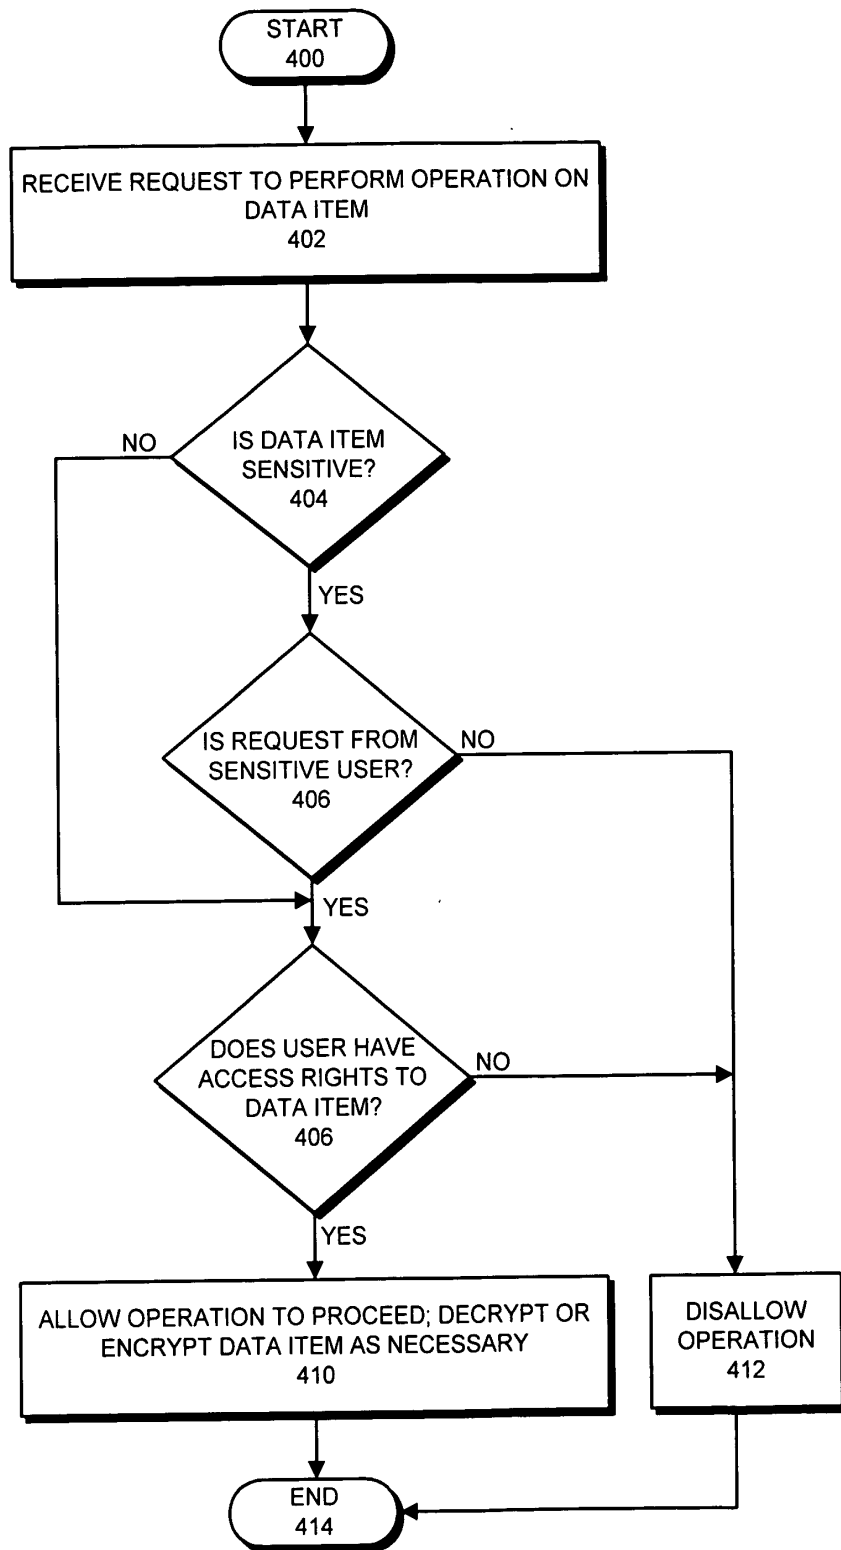 START
400
RECEIVE REQUEST TO PERFORM OPERATION ON
DATA ITEM
402
IS DATA ITEM
SENSITIVE?
404
NO
YES
IS REQUEST FROM
SENSITIVE USER?
406
NO
YES
DOES USER HAVE
ACCESS RIGHTS TO
DATA ITEM?
406
NO
YES
ALLOW OPERATION TO PROCEED; DECRYPT OR
ENCRYPT DATA ITEM AS NECESSARY
410
DISALLOW
OPERATION
412
END
414